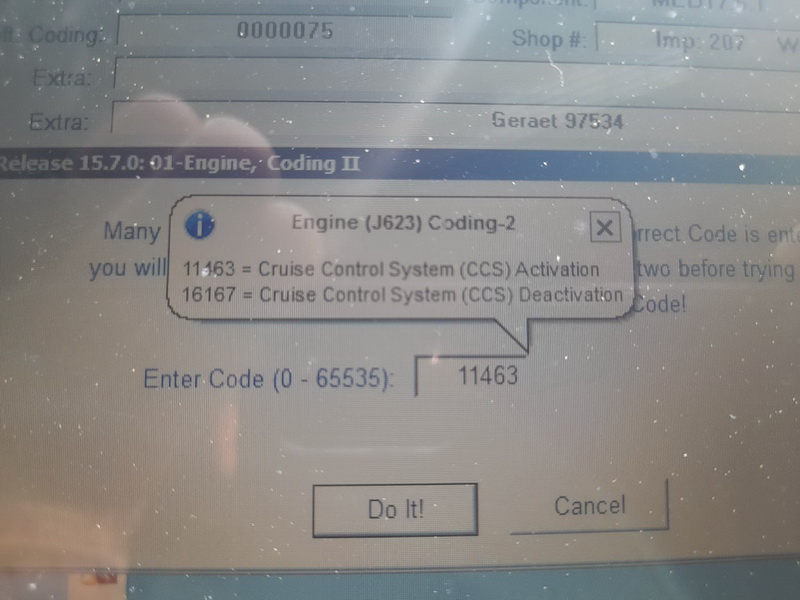 Coding: 0000075
Shop #: Imp: 207 W
Extra:
Extra: Geraet 97534
Release 15.7.0: 01-Engine, Coding II
Engine (J623) Coding-2
Many
rrect Code is ente
11463 = Cruise Control System (CCS) Activation
you will
two before trying
16167 = Cruise Control System (CCS) Deactivation
Code!
Enter Code (0 - 65535): 11463
Do It! Cancel